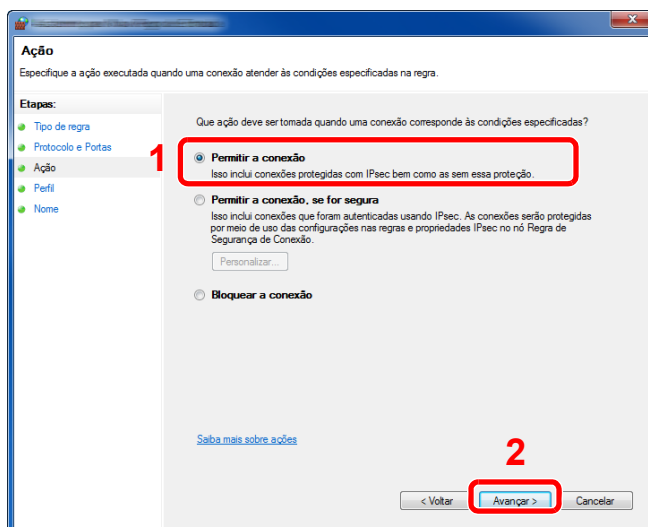 Ação
Especifique a ação executada quando uma conexão atender às condições especificadas na regra.
Etapas:
Tipo de regra
Protocolo e Portas
Ação
Perfil
Nome
Que ação deve ser tomada quando uma conexão corresponde às condições especificadas?
1
Permitir a conexão
Isso inclui conexões protegidas com IPsec bem como as sem essa proteção.
Permitir a conexão, se for segura
Isso inclui conexões que foram autenticadas usando IPsec. As conexões serão protegidas
por meio de uso das configurações nas regras e propriedades IPsec no nó Regra de
Segurança de Conexão.
Personalizar...
Bloquear a conexão
Saiba mais sobre ações
2
< Voltar
Avançar >
Cancelar